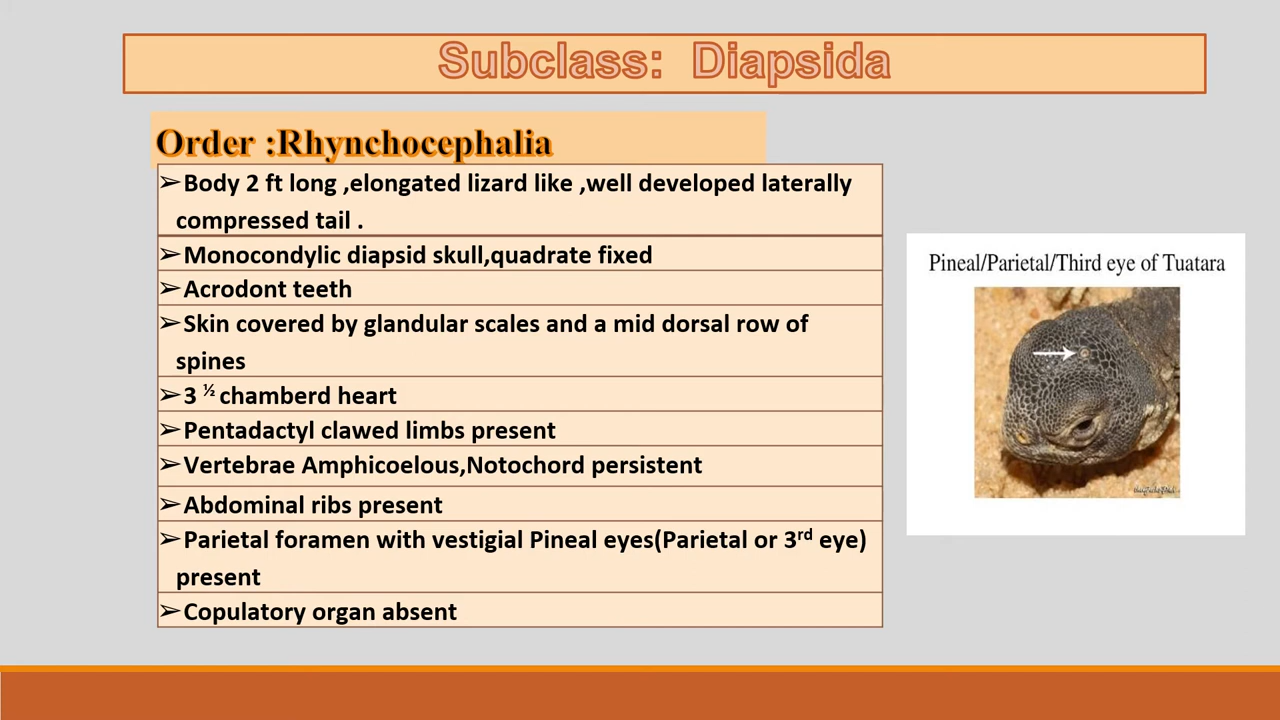 Subclass: Diapsida
Order :Rhynchocephalia
➢Body 2 ft long ,elongated lizard like ,well developed laterally
compressed tail .
➢Monocondylic diapsid skull,quadrate fixed
➢Acrodont teeth
➢Skin covered by glandular scales and a mid dorsal row of
spines
➢3 ½ chamberd heart
➢Pentadactyl clawed limbs present
➢Vertebrae Amphicoelous,Notochord persistent
➢Abdominal ribs present
➢Parietal foramen with vestigial Pineal eyes(Parietal or 3rd eye)
present
➢Copulatory organ absent
Pineal/Parietal/Third eye of Tuatara